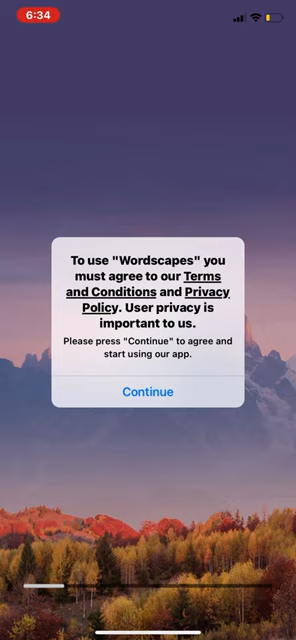 6:34
To use "Wordscapes" you
must agree to our Terms
and Conditions and Privacy
Policy. User privacy is
important to us.
Please press "Continue" to agree and
start using our app.
Continue